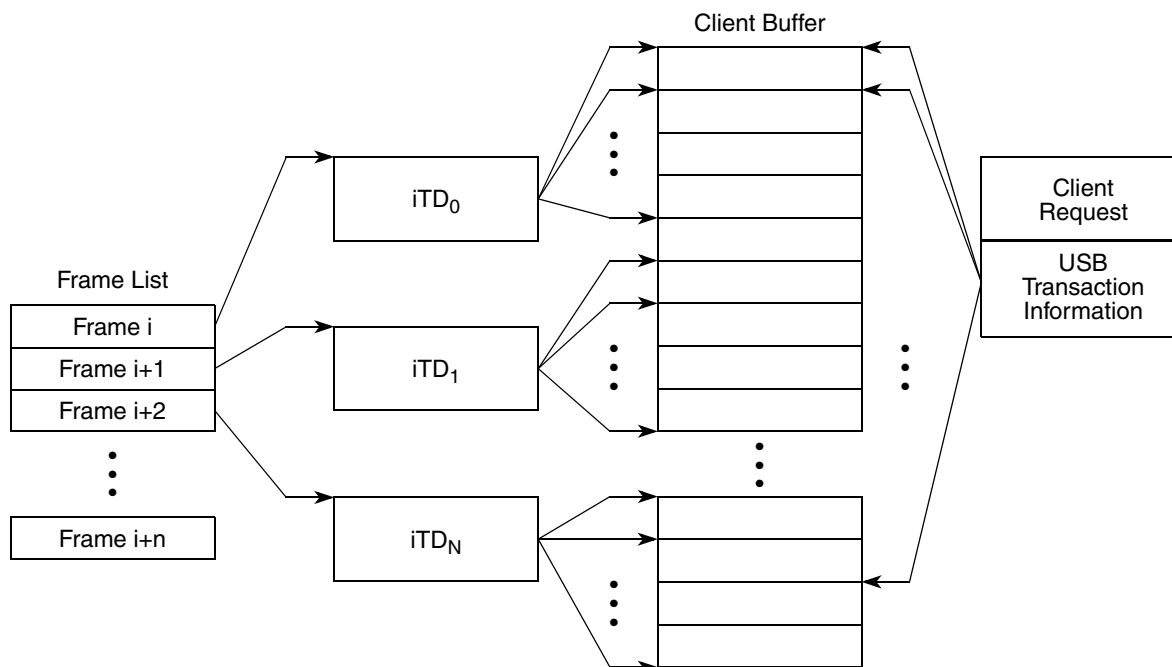 Client Buffer
iTD0
Client
Request
USB
Transaction
Information
Frame List
Frame i
Frame i+1
Frame i+2
Frame i+n
iTD1
iTDN